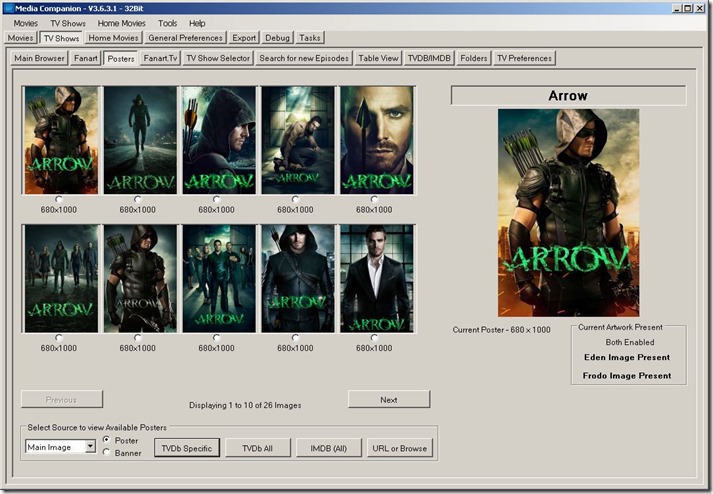 Media Companion - V3.6.3.1 - 32Bit
Movies TV Shows Home Movies Tools Help
Movies TV Shows Home Movies General Preferences Export Debug Tasks
Main Browser Fanart Posters Fanart.Tv TV Show Selector Search for new Episodes Table View TVDB/IMDB Folders TV Preferences
Arrow
ARROW ARROW ARROW ARROW ARROW
680x1000 680x1000 680x1000 680x1000 680x1000
ARROW
ARROW ARROW ARROW ARROW ARROW
680x1000 680x1000 680x1000 680x1000 680x1000
Current Poster - 680 x 1000
Current Artwork Present
Both Enabled
Eden Image Present
Frodo Image Present
Previous Displaying 1 to 10 of 26 Images Next
Select Source to view Available Posters
Main Image Poster Banner TVDb Specific TVDb All IMDB (All) URL or Browse